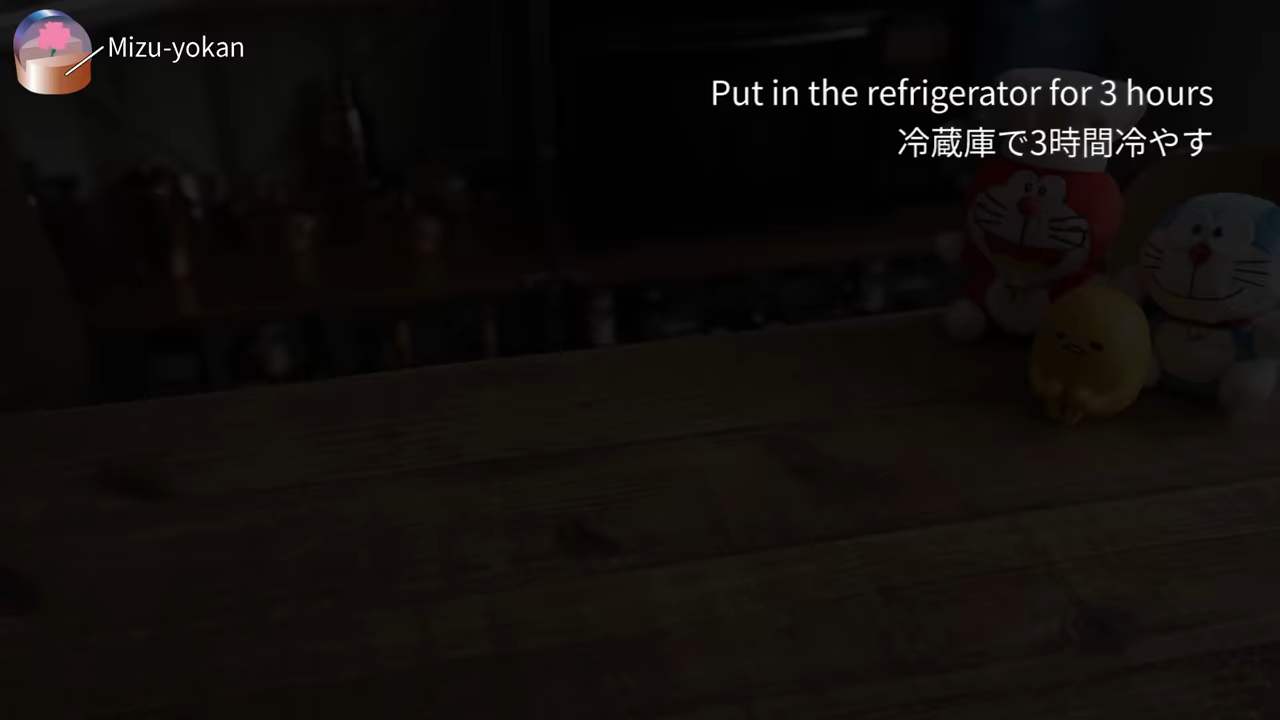 Mizu-yokan
Put in the refrigerator for 3 hours
冷蔵庫で3時間冷やす